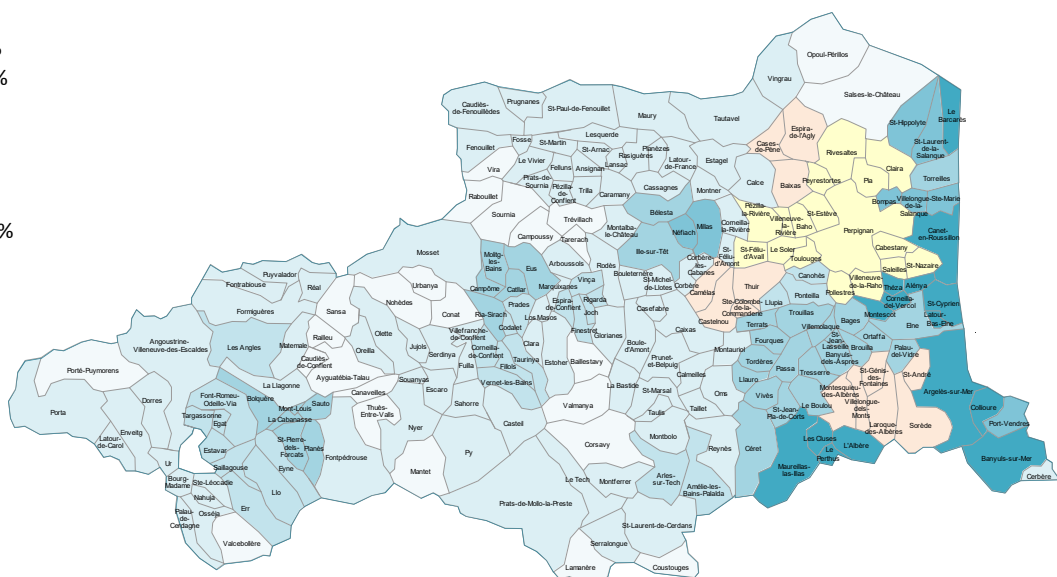 %
%
Opoul-Périllos
Vingrau
Salses-le-Château
Le
Barcarès
St-Hippolyte
St-Laurent-
de-la-
Salanque
Caudiès-
de-Fenouillèdes
Prugnanes
St-Paul-de-Fenouillet
Maury
Tautavel
Espira-
de-l'Agly
Cases-
de-Pène
Rivesaltes
Claira
Torreilles
Fenouillet
Fosse
St-Martin
Lesquerde
St-Arnac
Lansac
Rasiguères
Planèzes
Latour-
de-France
Estagel
Calce
Baixas
Peyrestortes
Pia
Bompas
Villelongue-
de-la-
Salanque
Ste-Marie
Vira
Le Vivier
Felluns
Ansignan
Prats-de-
Sournia
Pézilla-
de-
Conflent
Trilla
Caramany
Cassagnes
Montner
Rabouillet
Sournia
Campoussy
Trévillach
Tarerach
Montalba-
le-Château
Bélesta
Néfiach
Millas
Corneilla-
la-Rivière
Pézilla-
la-Rivière
Villeneuve-
la-
Rivière
Baho
St-Estève
Perpignan
Canet-
en-Roussillon
Cabestany
St-Nazaire
Saleilles
Mosset
Molitg-
les-
Bains
Campôme
Catllar
Eus
Arboussols
Marquixanes
Rodès
Ille-sur-Têt
Bouleternère
St-Michel-
de-Llotes
Corbère-
les-
Cabanes
Corbère
St-
Féliu-
d'Amont
St-Féliu-
d'Avall
Le Soler
Toulouges
Canohès
Pollestres
Villeneuve-
de-la-Raho
Théza
Alénya
Corneilla-
del-Vercol
St-Cyprien
Montescot
Latour-
Bas-Elne
Elne
Camélas
Thuir
Ste-Colombe-
de-la-
Commanderie
Llupia
Ponteilla
Castelnou
Terrats
Trouillas
Bages
Villemolaque
Puyvalador
Fontrabiouse
Réal
Formiguères
Sansa
Nohèdes
Urbanya
Conat
Ria-Sirach
Prades
Codalet
Los Masos
Espira-
de-Conflent
Vinça
Rigarda
Joch
Finestret
Glorianes
Casefabre
Boule-
d'Amont
Caixas
Prunet-
et-Belpuig
Montauriol
Fourques
Tordères
Passa
St-
Jean-
Lasseille
Banyuls-
dels-Aspres
Tresserre
Brouilla
Ortaffa
Palau-
del-Vidre
St-André
Argelès-sur-Mer
Collioure
Port-Vendres
Banyuls-sur-Mer
Cerbère
Angoustrine-
Villeneuve-des-Escaldes
Les Angles
Matemale
Railleu
Caudiès-
de-
Conflent
Olette
Oreilla
Jujols
Serdinya
Villefranche-
de-Conflent
Fuilla
Corneilla-
de-Conflent
Fillols
Taurinya
Clara
Estoher
Ballestavy
Vernet-les-Bains
Porté-Puymorens
Porta
Dorres
Enveitg
Latour-
de-Carol
Ur
La Llagonne
Bolquère
Mont-Louis
La Cabanasse
Sauto
Ayguatébia-Talau
Canavelles
Thuès-
Entre-Valls
Souanyas
Escaro
Sahorre
Nyer
Mantet
Py
Casteil
Valmanya
La Bastide
St-Marsal
Taulis
Calmeilles
Oms
Taillet
Llauro
Vivès
St-Jean-
Pla-de-Corts
Le Boulou
Montesquieu-
des-Albères
Villelongue-
dels-
Monts
St-Génis-
des-
Fontaines
Laroque-
des-Albères
Sorède
Font-Romeu-
Odeillo-Via
Targassonne
Egat
Estavar
Saillagouse
St-Pierre-
dels-
Forcats
Planès
Eyne
Llo
Err
Fontpédrouse
Bourg-
Madame
Ste-Léocadie
Nahuja
Osséja
Palau-
de-
Cerdagne
Valcebollère
Corsavy
Montbolo
Reynès
Céret
Arles-
sur-Tech
Amélie-les-
Bains-Palalda
Maureillas-
las-Illas
Les Cluses
Le
Perthus
L'Albère
Le Tech
Montferrer
Prats-de-Mollo-la-Preste
St-Laurent-de-Cerdans
Serralongue
Lamanère
Coustouges